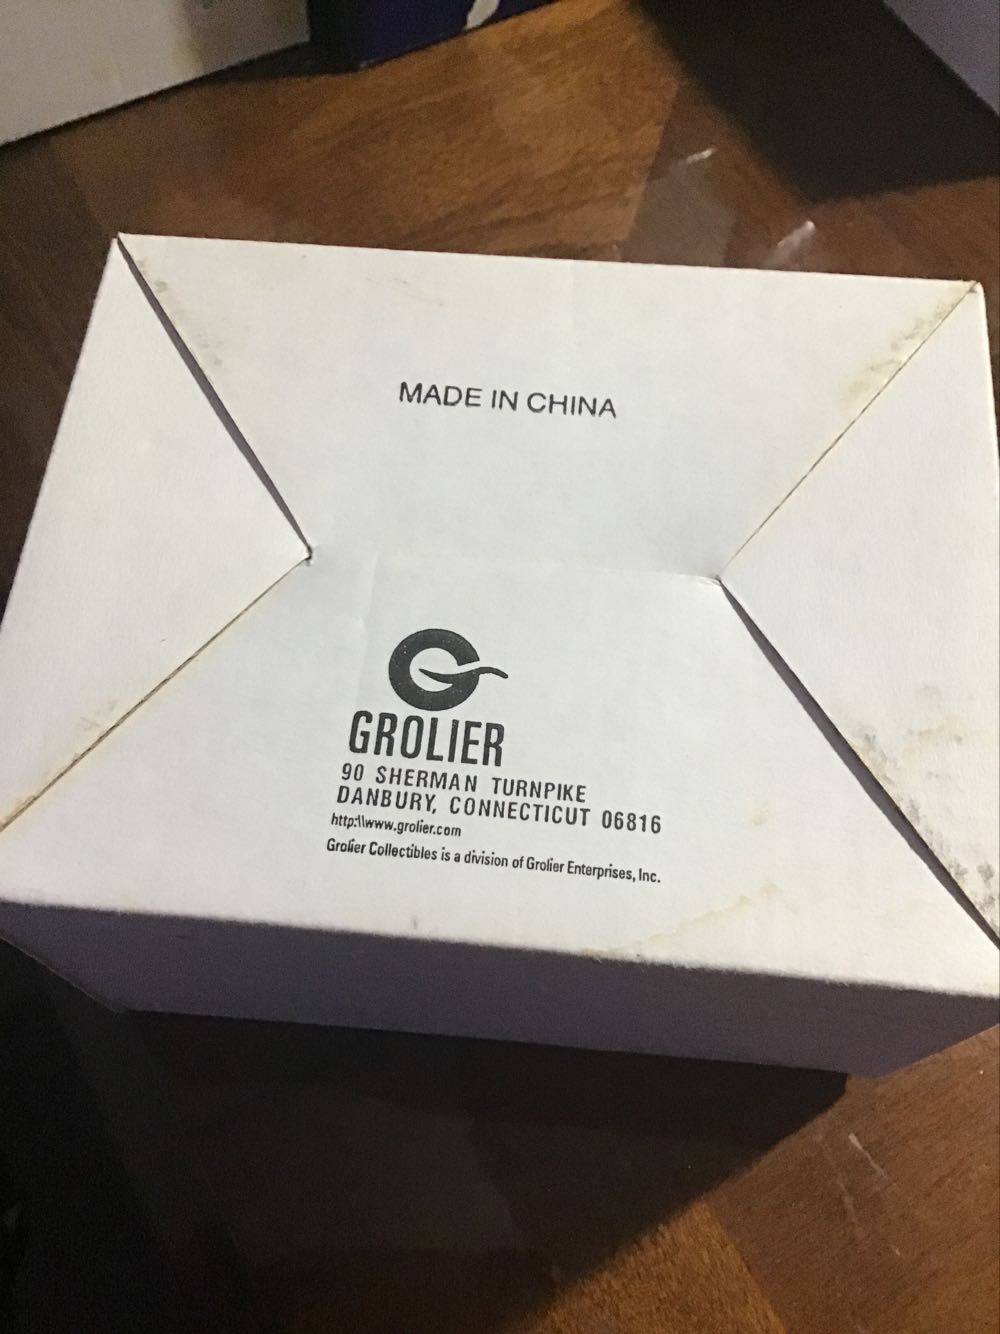 MADE IN CHINA
GROLIER
90 SHERMAN TURNPIKE
DANBURY, CONNECTICUT 06816
http:\\www.grolier.com
Grolier Collectibles is a division of Grolier Enterprises, Inc.